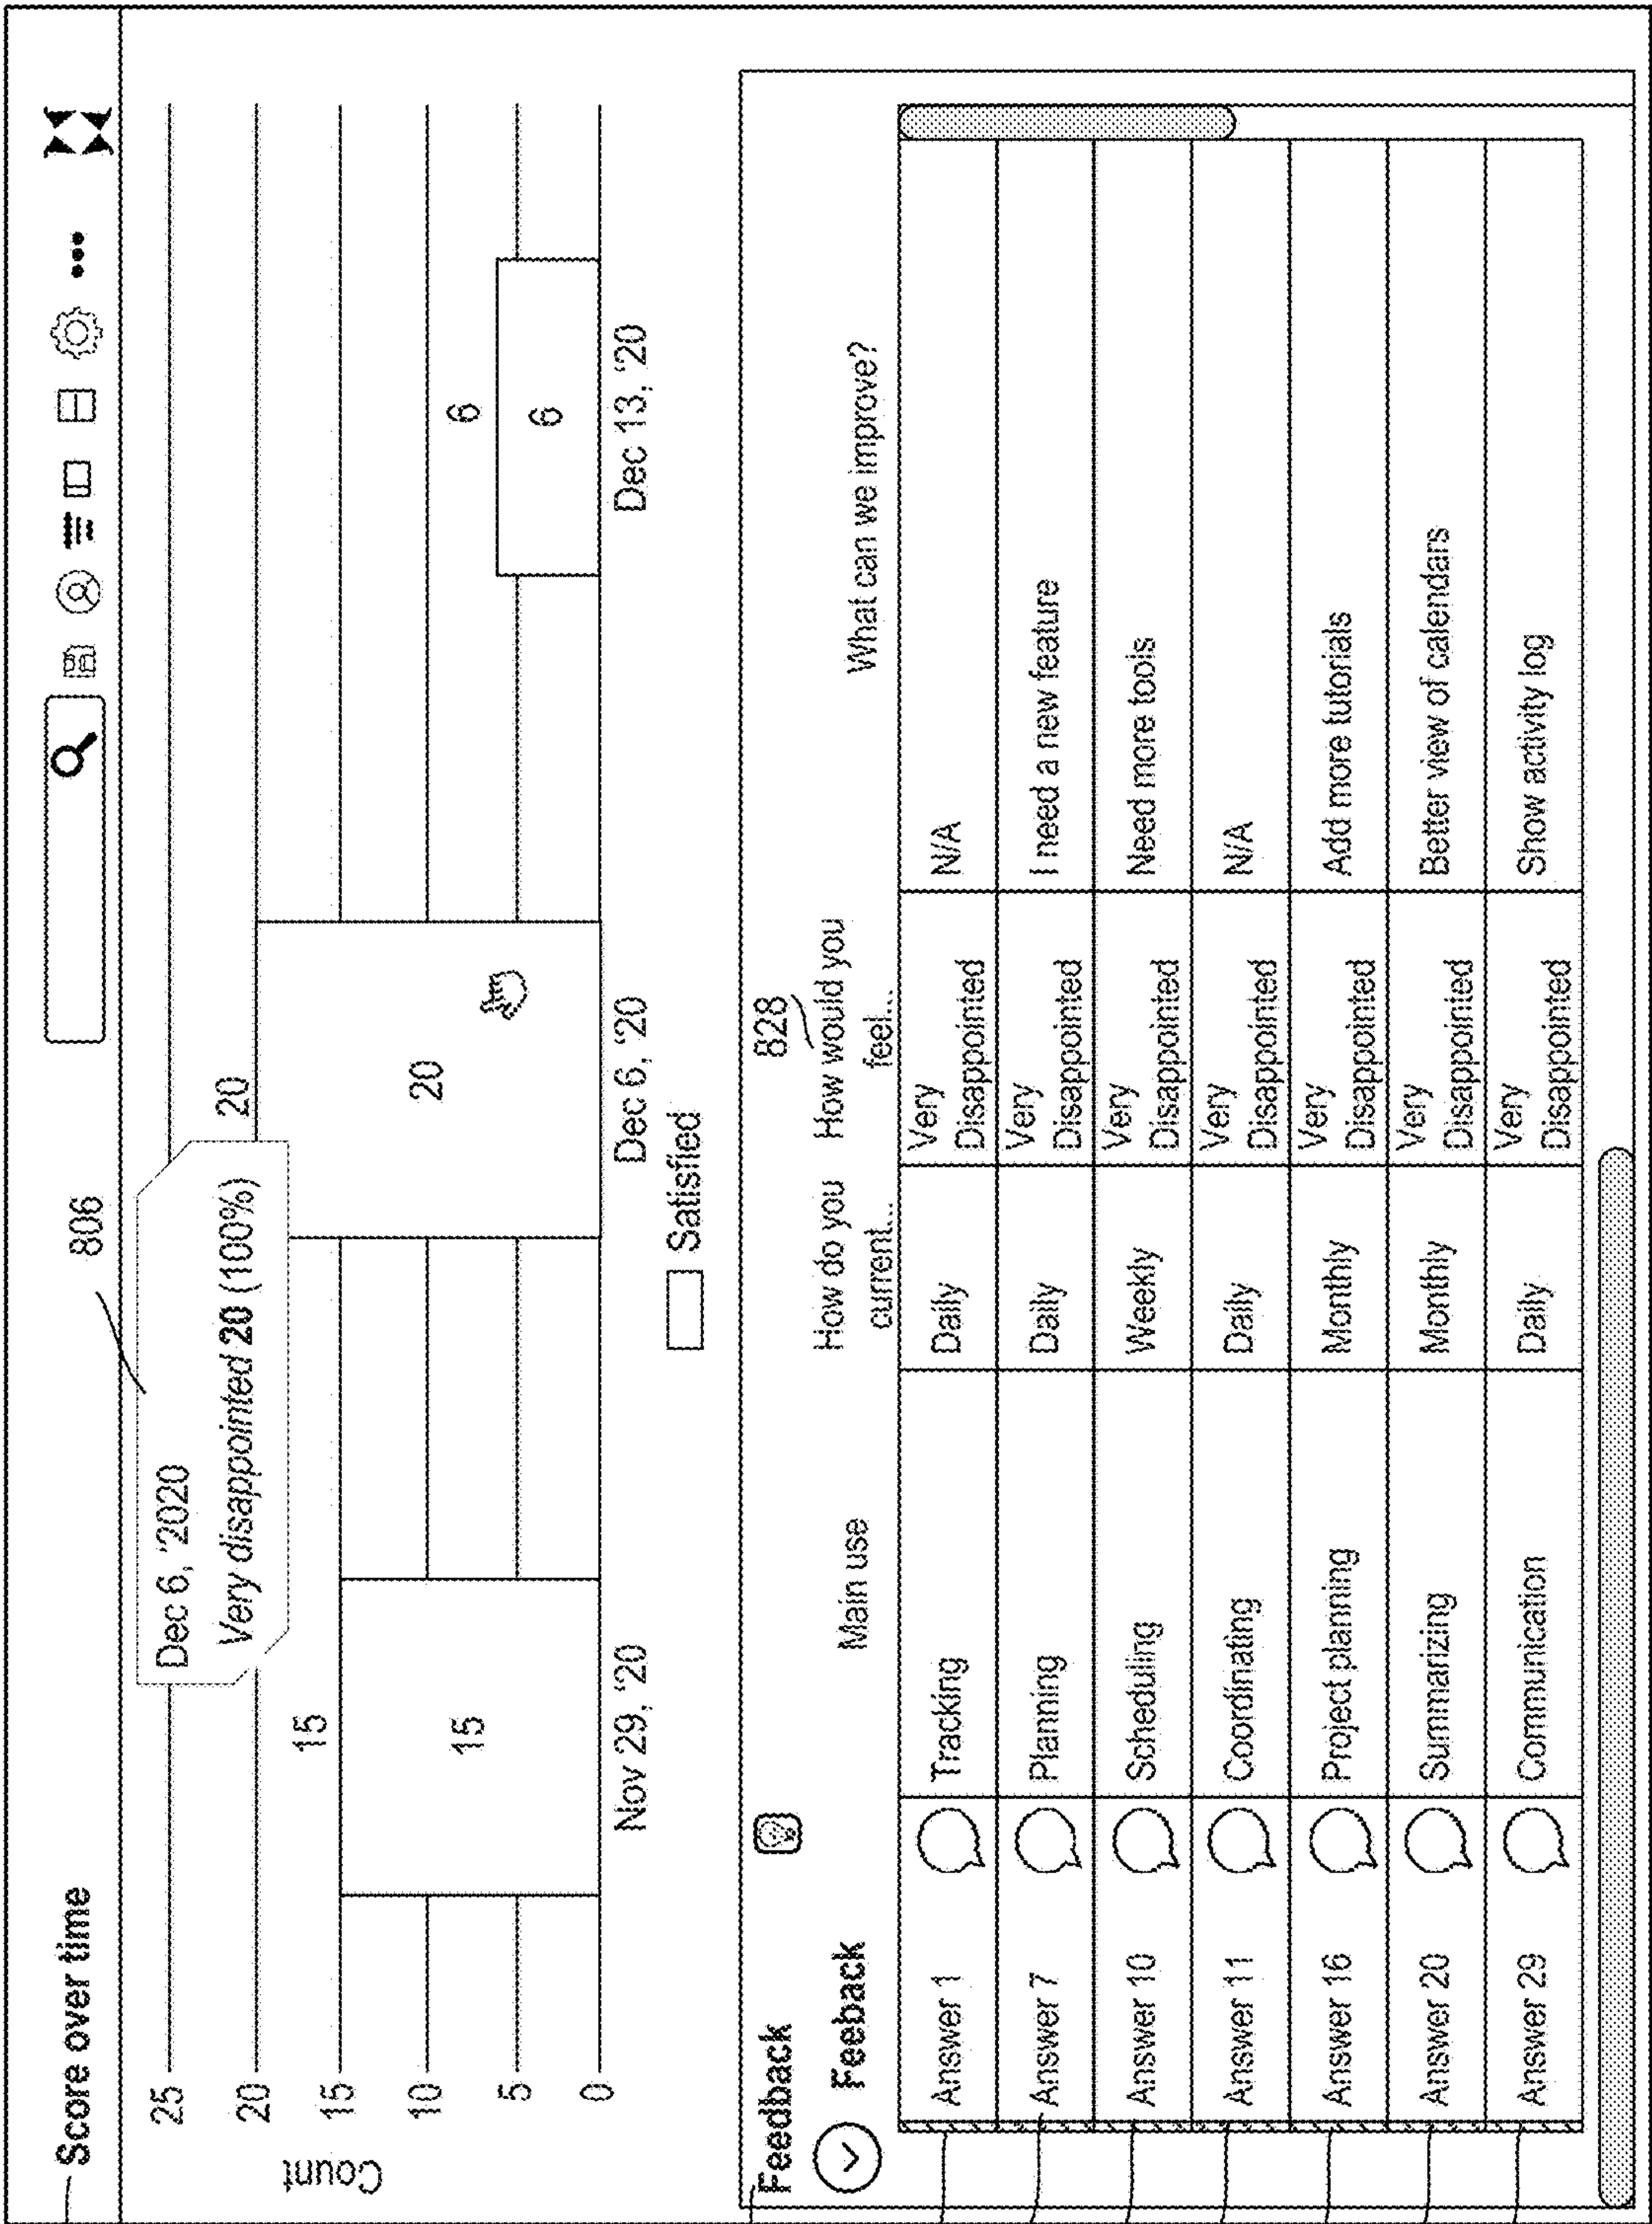 Score over time
806
Dec 6, '2020
Very disappointed 20 (100%)
Count
25
20
15
10
5
0
15
15
20
20
6
6
Nov 29, '20
Dec 6, '20
Dec 13, '20
Satisfied
Feedback
828
Feeback
Main use
How do you current...
How would you feel...
What can we improve?
Answer 1 Tracking Daily Very Disappointed N/A
Answer 7 Planning Daily Very Disappointed I need a new feature
Answer 10 Scheduling Weekly Very Disappointed Need more tools
Answer 11 Coordinating Daily Very Disappointed N/A
Answer 16 Project planning Monthly Very Disappointed Add more tutorials
Answer 20 Summarizing Monthly Very Disappointed Better view of calendars
Answer 29 Communication Daily Very Disappointed Show activity log